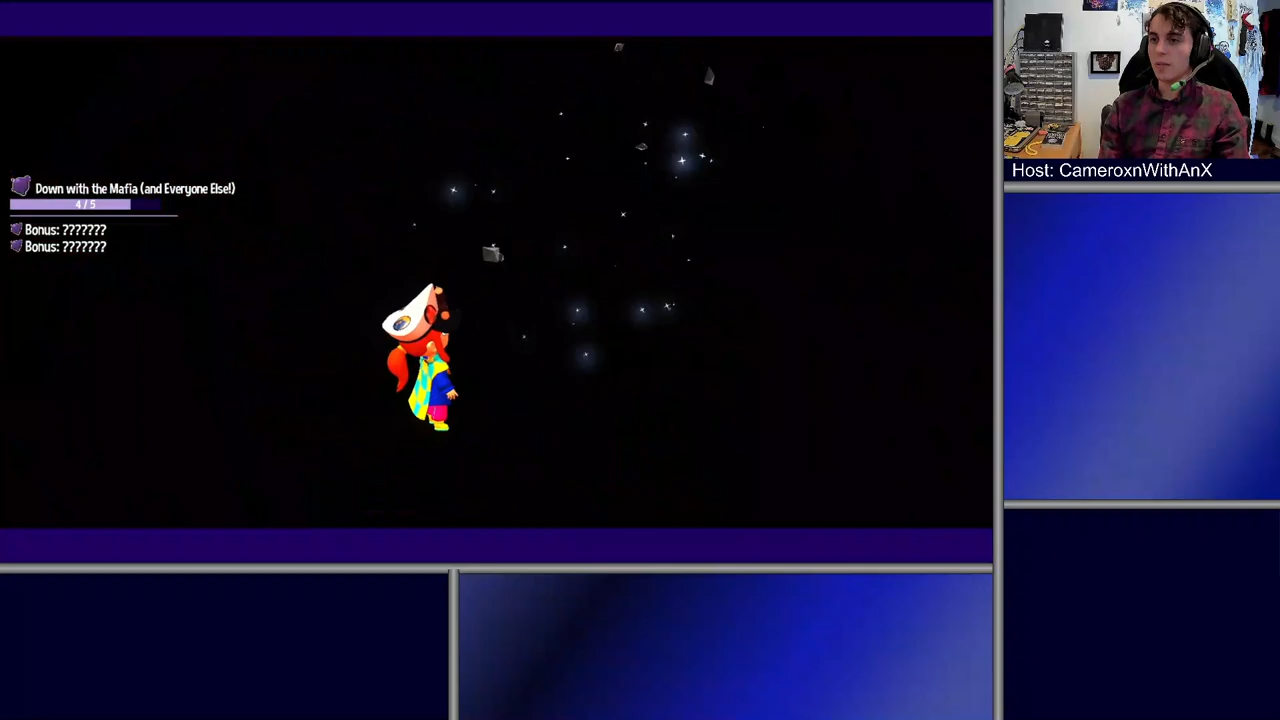 Down with the Mafia (and Everyone Else!)
4 / 5
Bonus: ???????
Bonus: ???????
Host: CameroxnWithAnX